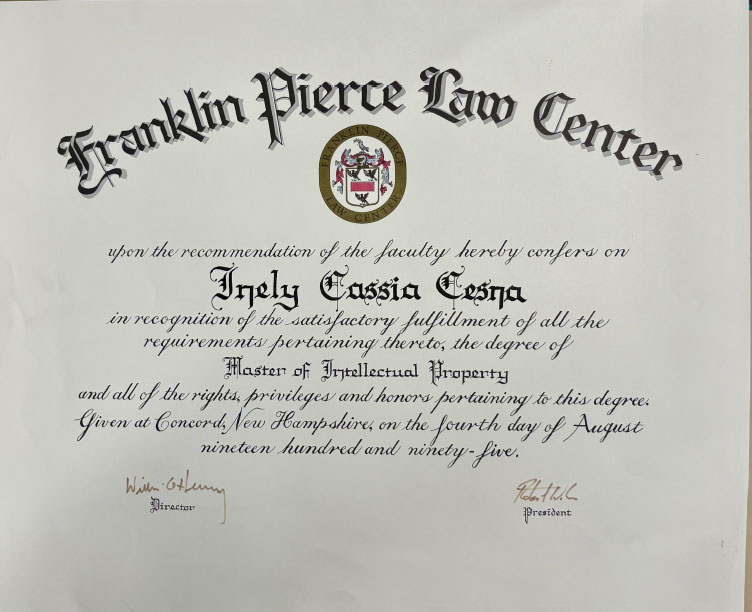 Franklin Pierce Law Center
FRANKLIN PIERCE
LAW CENTER
upon the recommendation of the faculty hereby confers on
Inely Cassia Cesna
in recognition of the satisfactory fulfillment of all the
requirements pertaining thereto, the degree of
Master of Intellectual Property
and all of the rights, privileges and honors pertaining to this degree.
Given at Concord, New Hampshire, on the fourth day of August
nineteen hundred and ninety-five.
Director
President